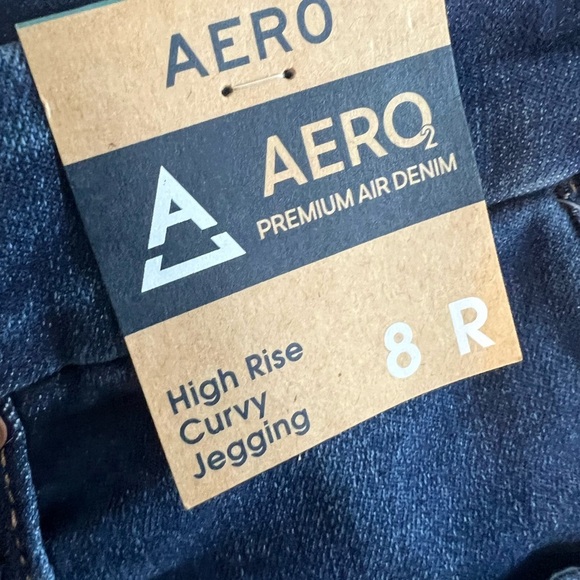 AERO
AERO2
PREMIUM AIR DENIM
8 R
High Rise
Curvy
Jegging